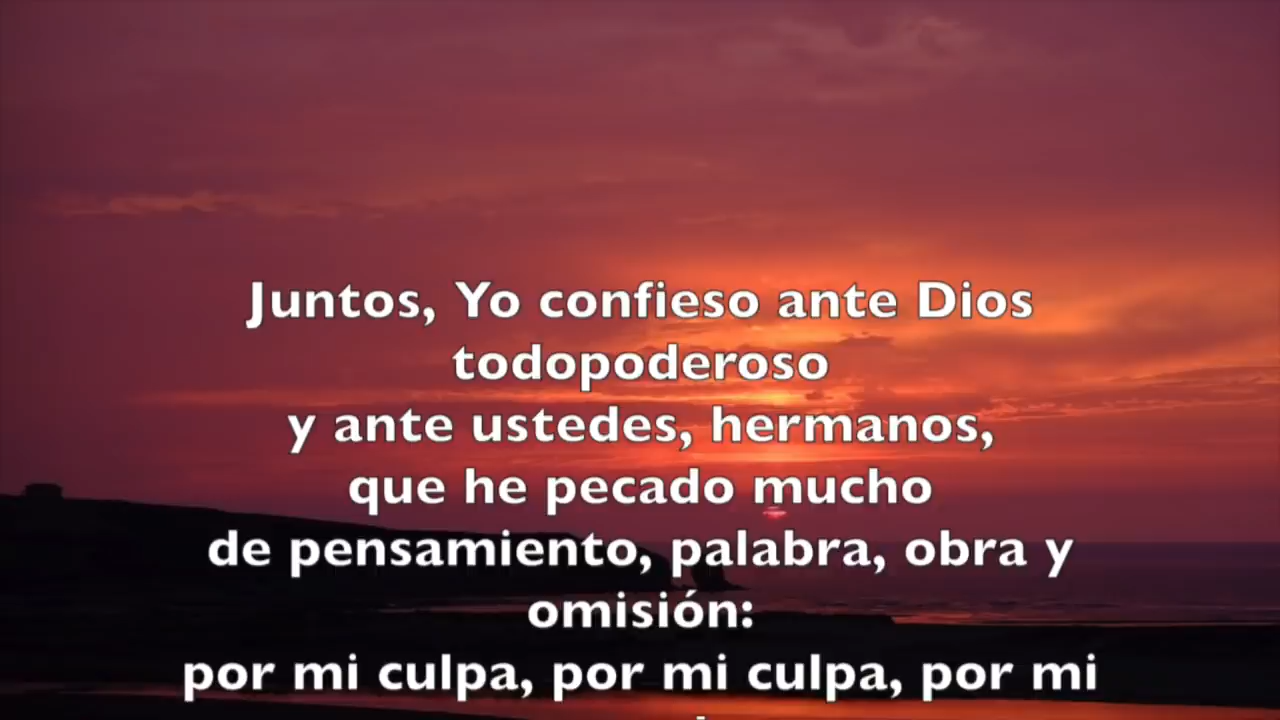 Juntos, Yo confieso ante Dios
todopoderoso
y ante ustedes, hermanos,
que he pecado mucho
de pensamiento, palabra, obra y
omisión:
por mi culpa, por mi culpa, por mi